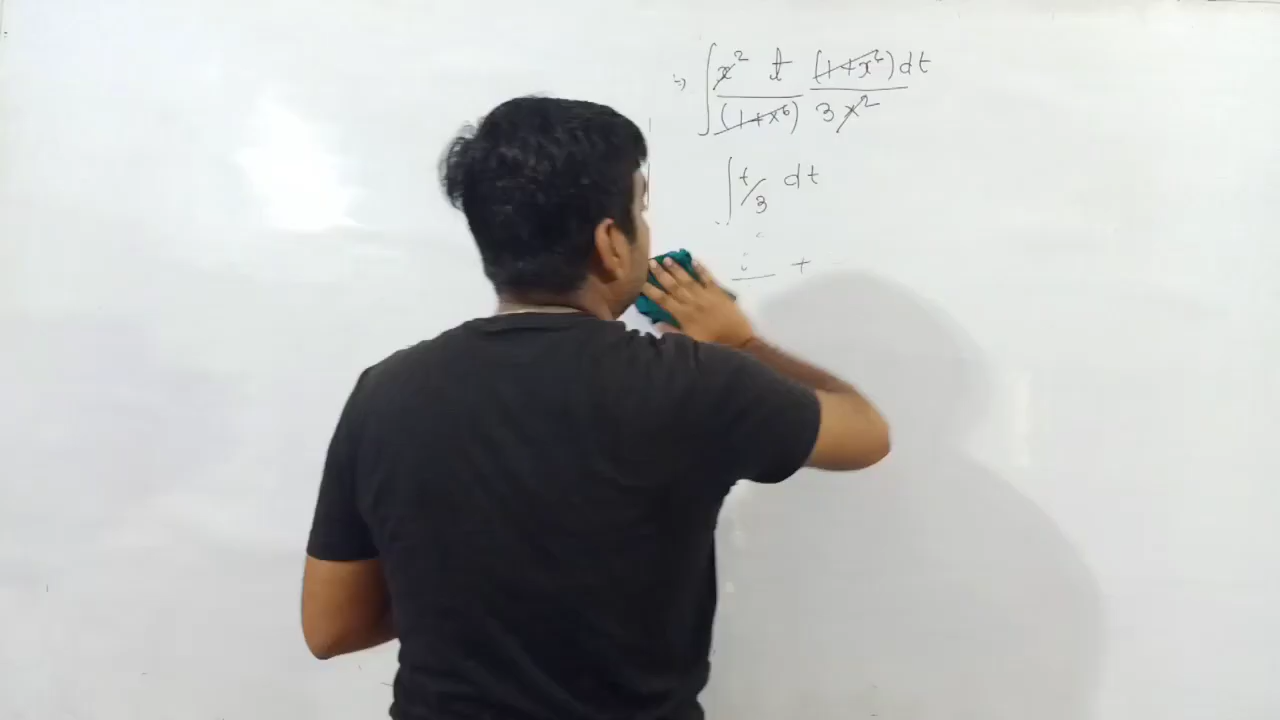 ⇒ ∫ x² t / (1+x⁶) (1+x²) dt / 3x²
∫ t/3 dt
+